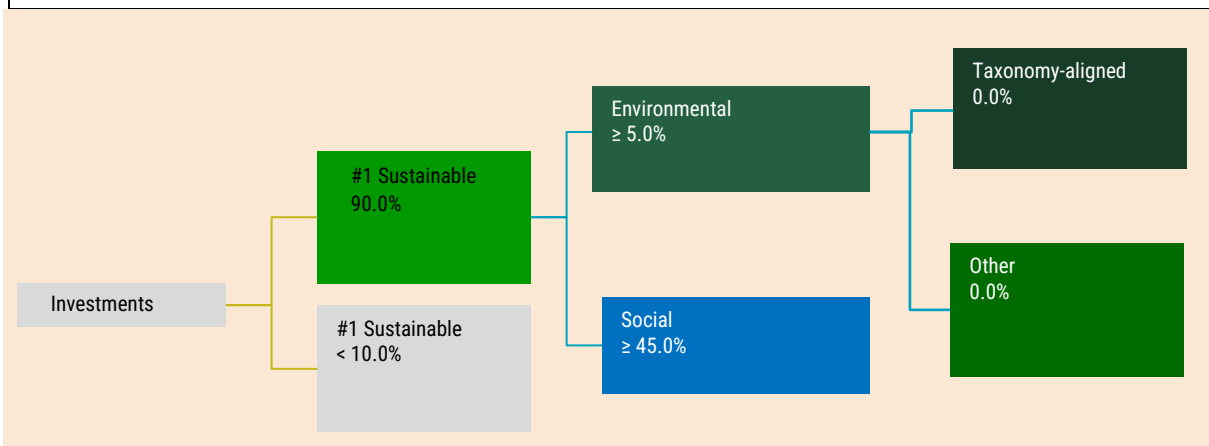 Investments
#1 Sustainable
90.0%
#1 Sustainable
< 10.0%
Environmental
≥ 5.0%
Social
≥ 45.0%
Taxonomy-aligned
0.0%
Other
0.0%